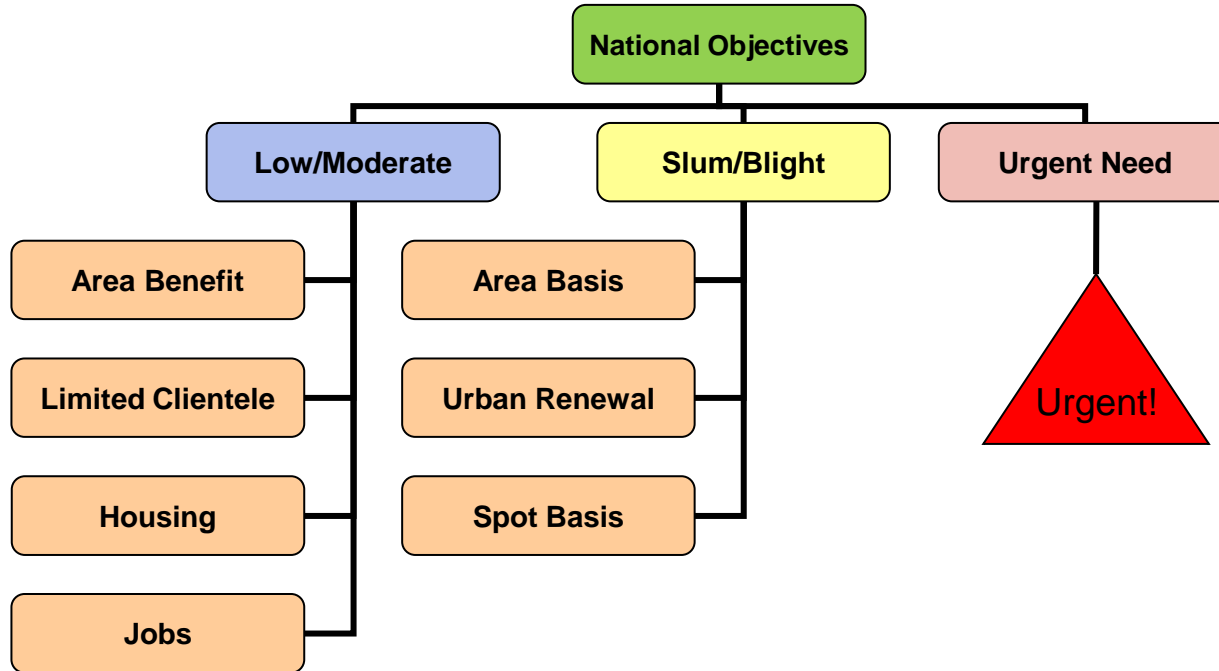 National Objectives
Low/Moderate
Slum/Blight
Urgent Need
Area Benefit
Area Basis
Limited Clientele
Urban Renewal
Urgent!
Housing
Spot Basis
Jobs